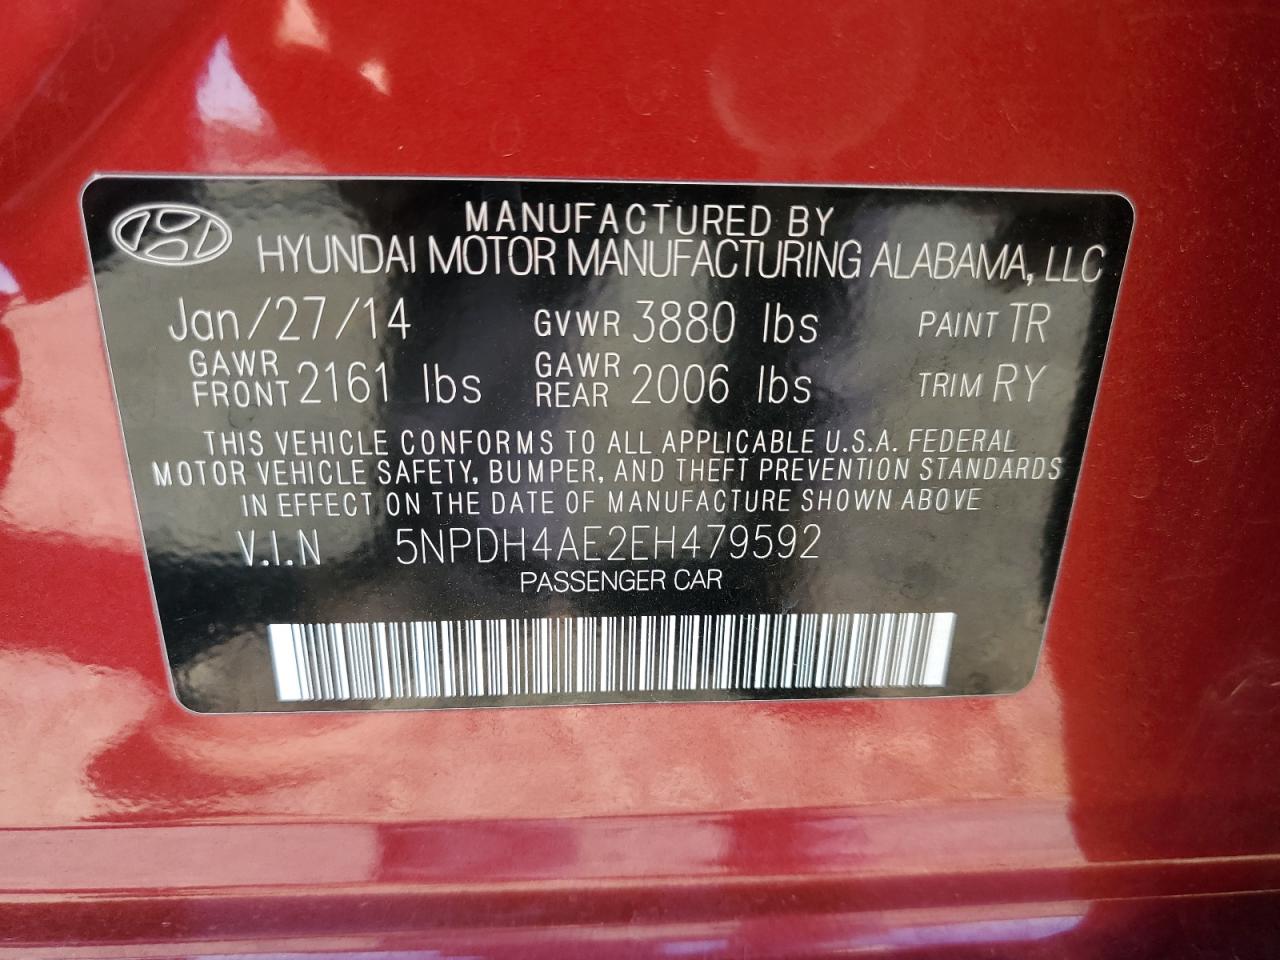 MANUFACTURED BY
HYUNDAI MOTOR MANUFACTURING ALABAMA, LLC
Jan/27/14 GVWR 3880 lbs PAINT TR
GAWR FRONT 2161 lbs GAWR REAR 2006 lbs TRIM RY
THIS VEHICLE CONFORMS TO ALL APPLICABLE U.S.A. FEDERAL
MOTOR VEHICLE SAFETY, BUMPER, AND THEFT PREVENTION STANDARDS
IN EFFECT ON THE DATE OF MANUFACTURE SHOWN ABOVE
V.I.N 5NPDH4AE2EH479592
PASSENGER CAR